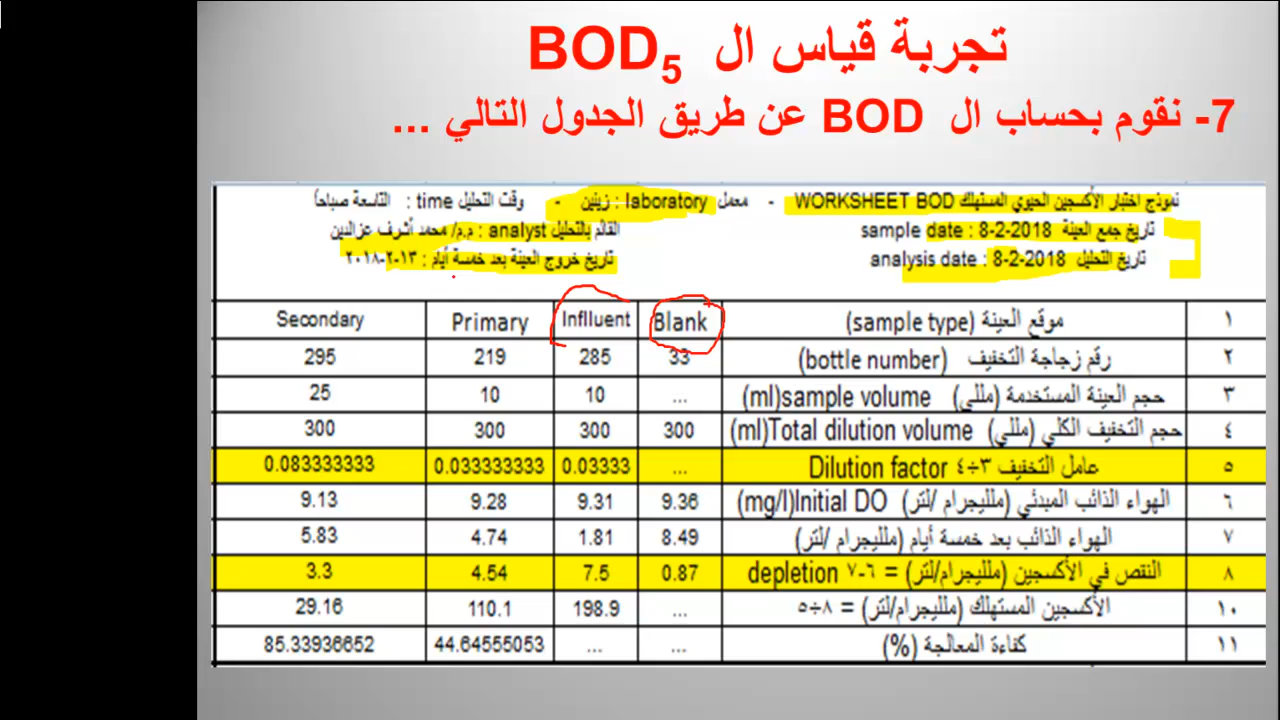 تجربة قياس ال BOD5
7- نقوم بحساب ال BOD عن طريق الجدول التالي ...
نموذج اختبار الأكسجين الحيوي المستهلك WORKSHEET BOD - معمل laboratory : زينين - وقت التحليل time : التاسعة صباحاً
تاريخ جمع العينة sample date : 8-2-2018 القائم بالتحليل analyst : م.م/ محمد أشرف عزالدين
تاريخ التحليل analysis date : 8-2-2018 تاريخ خروج العينة بعد خمسة أيام : ١٣-٢-٢٠١٨
١ موقع العينة (sample type) Blank Inflluent Primary Secondary
٢ رقم زجاجة التخفيف (bottle number) 33 285 219 295
٣ حجم العينة المستخدمة (مللي) sample volume(ml) ... 10 10 25
٤ حجم التخفيف الكلي (مللي) Total dilution volume(ml) 300 300 300 300
٥ عامل التخفيف ٣÷٤ Dilution factor ... 0.03333 0.033333333 0.083333333
٦ الهواء الذائب المبدئي (ملليجرام /لتر) Initial DO(mg/l) 9.36 9.31 9.28 9.13
٧ الهواء الذائب بعد خمسة أيام (ملليجرام /لتر) 8.49 1.81 4.74 5.83
٨ النقص في الأكسجين (ملليجرام/لتر) = ٦-٧ depletion 0.87 7.5 4.54 3.3
١٠ الأكسجين المستهلك (ملليجرام/لتر) = ٨÷٥ ... 198.9 110.1 29.16
١١ كفاءة المعالجة (%) ... ... 44.64555053 85.33936652